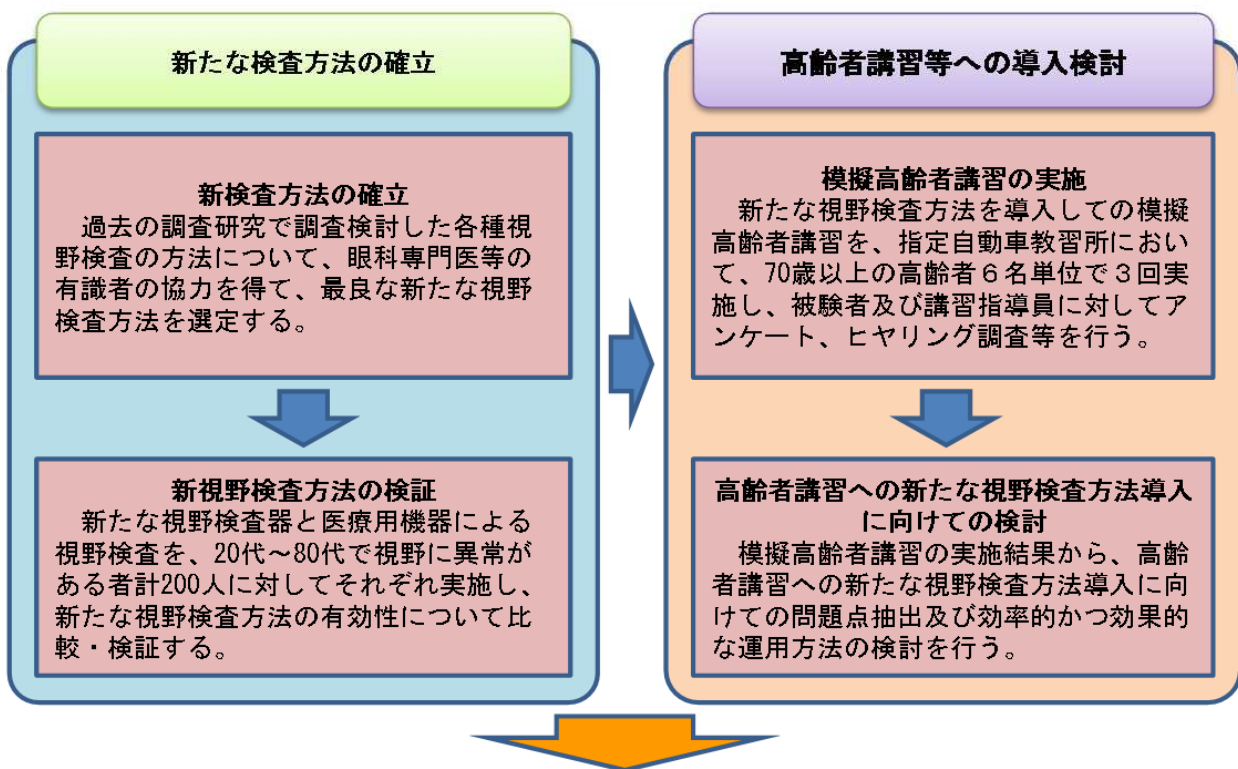 新たな検査方法の確立
新検査方法の確立
過去の調査研究で調査検討した各種視
野検査の方法について、眼科専門医等の
有識者の協力を得て、最良な新たな視野
検査方法を選定する。
新視野検査方法の検証
新たな視野検査器と医療用機器による
視野検査を、20代～80代で視野に異常が
ある者計200人に対してそれぞれ実施し、
新たな視野検査方法の有効性について比
較・検証する。
高齢者講習等への導入検討
模擬高齢者講習の実施
新たな視野検査方法を導入しての模擬
高齢者講習を、指定自動車教習所におい
て、70歳以上の高齢者６名単位で３回実
施し、被験者及び講習指導員に対してア
ンケート、ヒヤリング調査等を行う。
高齢者講習への新たな視野検査方法導入
に向けての検討
模擬高齢者講習の実施結果から、高齢
者講習への新たな視野検査方法導入に向
けての問題点抽出及び効率的かつ効果的
な運用方法の検討を行う。